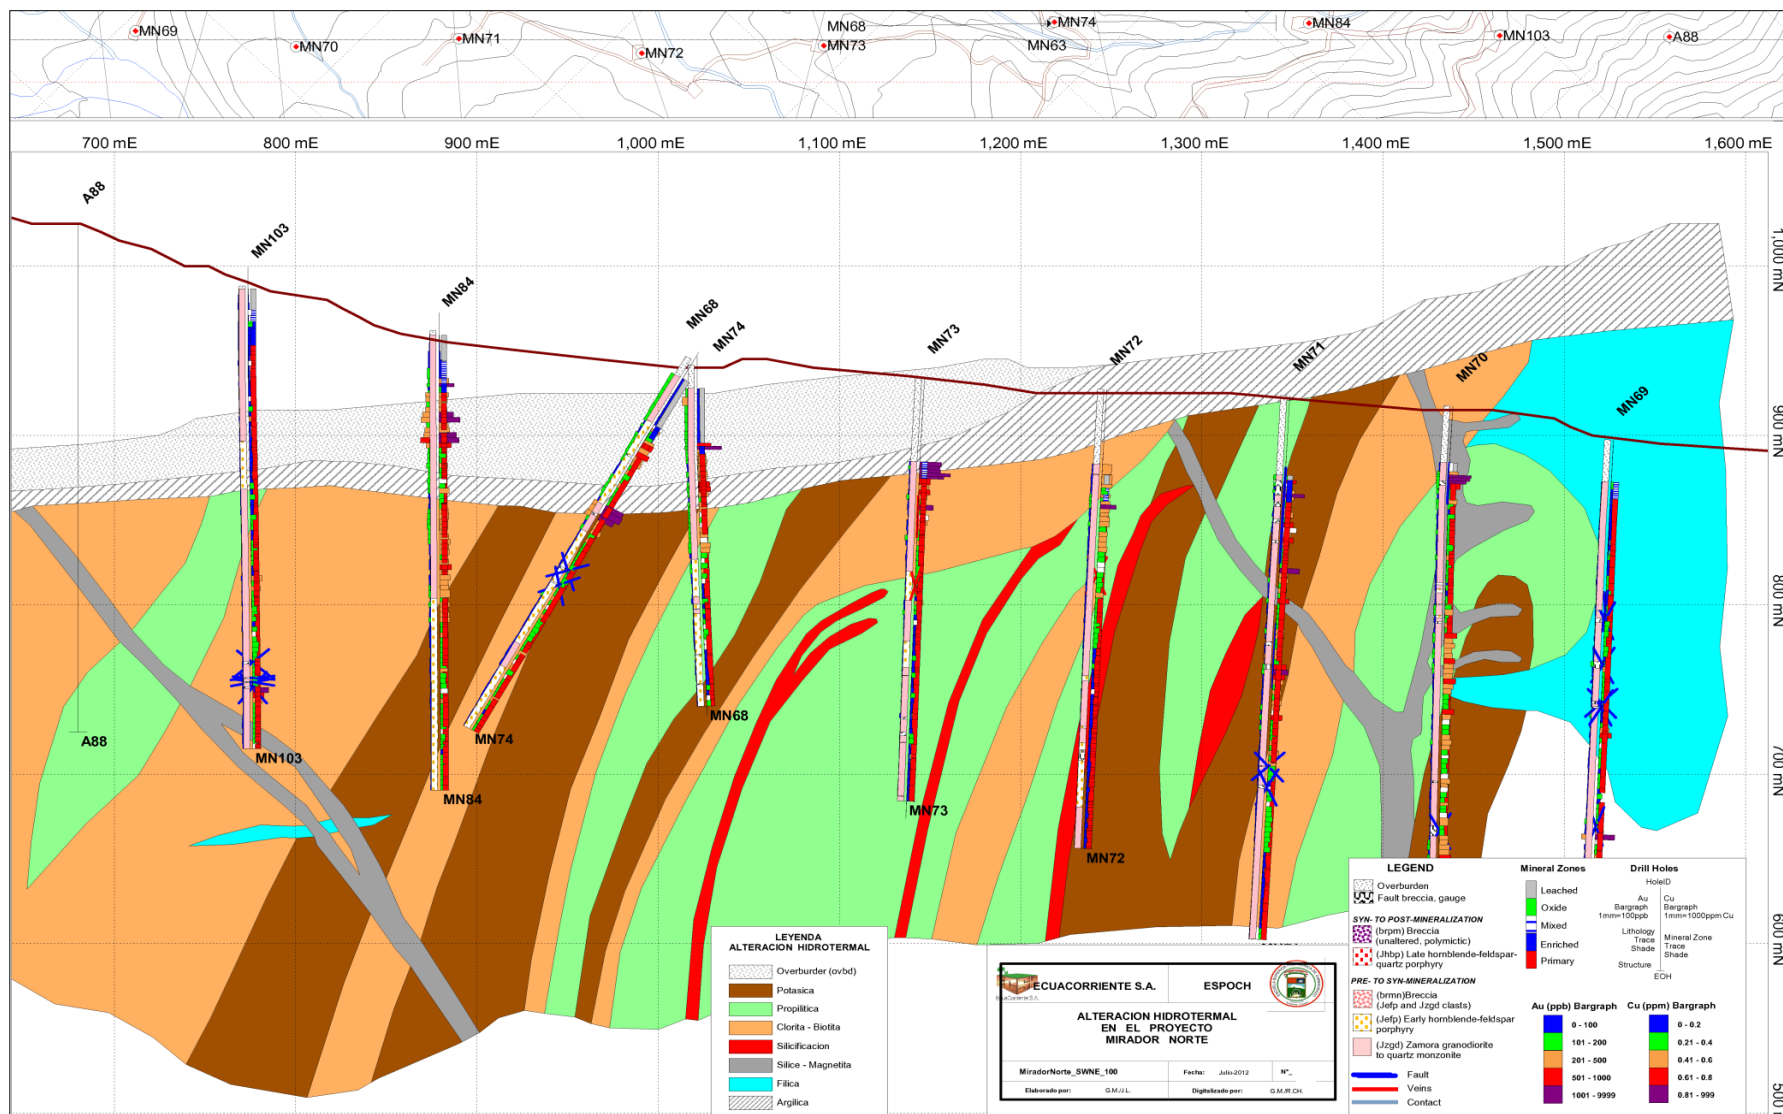 MN69
MN70
MN71
MN72
MN68
MN73
MN74
MN63
MN84
MN103
A88
700 mE
800 mE
900 mE
1,000 mE
1,100 mE
1,200 mE
1,300 mE
1,400 mE
1,500 mE
1,600 mE
A88
MN103
MN84
MN68
MN74
MN73
MN72
MN71
MN70
MN69
1,000 mN
900 mN
800 mN
700 mN
600 mN
A88
MN103
MN84
MN74
MN68
MN73
MN72
LEYENDA
ALTERACION HIDROTERMAL
Overburder (ovbd)
Potasica
Propilitica
Clorita - Biotita
Silicificacion
Silice - Magnetita
Filica
Argilica
ECUACORRIENTE S.A.
EcuaCorriente S.A.
ESPOCH
ALTERACION HIDROTERMAL
EN EL PROYECTO
MIRADOR NORTE
MiradorNorte_SWNE_100
Fecha: Julio-2012
N°_
Elaborado por: G.M./J.L.
Digitalizado por: G.M./R.CH.
LEGEND
Overburden
Fault breccia, gauge
SYN- TO POST-MINERALIZATION
(brpm) Breccia
(unaltered, polymictic)
(Jhbp) Late hornblende-feldspar-
quartz porphyry
PRE- TO SYN-MINERALIZATION
(brmn)Breccia
(Jefp and Jzgd clasts)
(Jefp) Early hornblende-feldspar
porphyry
(Jzgd) Zamora granodiorite
to quartz monzonite
Fault
Veins
Contact
Mineral Zones
Leached
Oxide
Mixed
Enriched
Primary
Drill Holes
HoleID
Au
Bargraph
1mm=100ppb
Cu
Bargraph
1mm=1000ppm Cu
Lithology
Trace
Shade
Mineral Zone
Trace
Shade
Structure
EOH
Au (ppb) Bargraph
0 - 100
101 - 200
201 - 500
501 - 1000
1001 - 9999
Cu (ppm) Bargraph
0 - 0.2
0.21 - 0.4
0.41 - 0.6
0.61 - 0.8
0.81 - 999